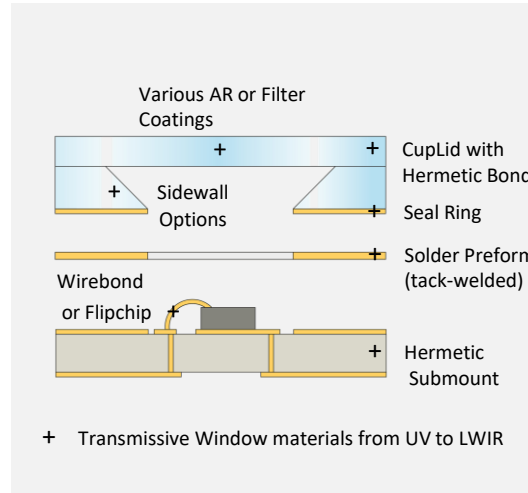 Various AR or Filter
Coatings
CupLid with
Hermetic Bond
Sidewall
Options
Seal Ring
Solder Preform
(tack-welded)
Wirebond
or Flipchip
Hermetic
Submount
+ Transmissive Window materials from UV to LWIR